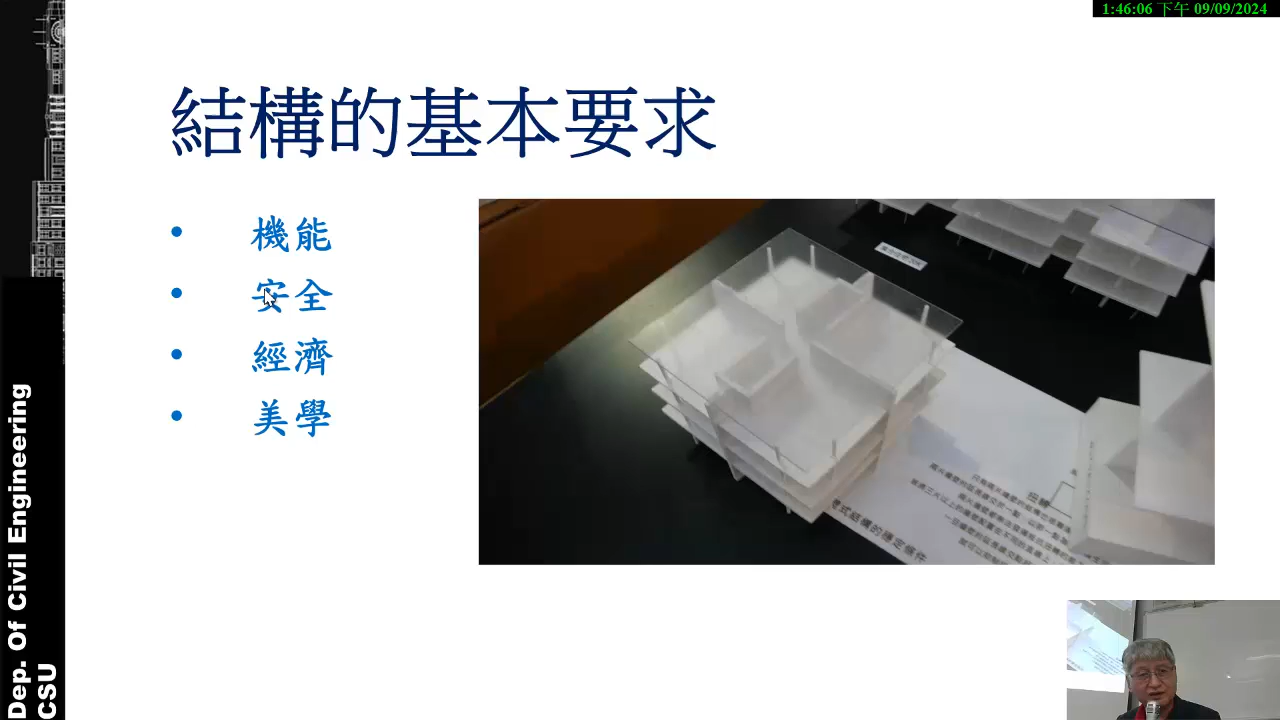 1:46:06 下午 09/09/2024
結構的基本要求
• 機能
• 安全
• 經濟
• 美學
Dep. Of Civil Engineering
CSU